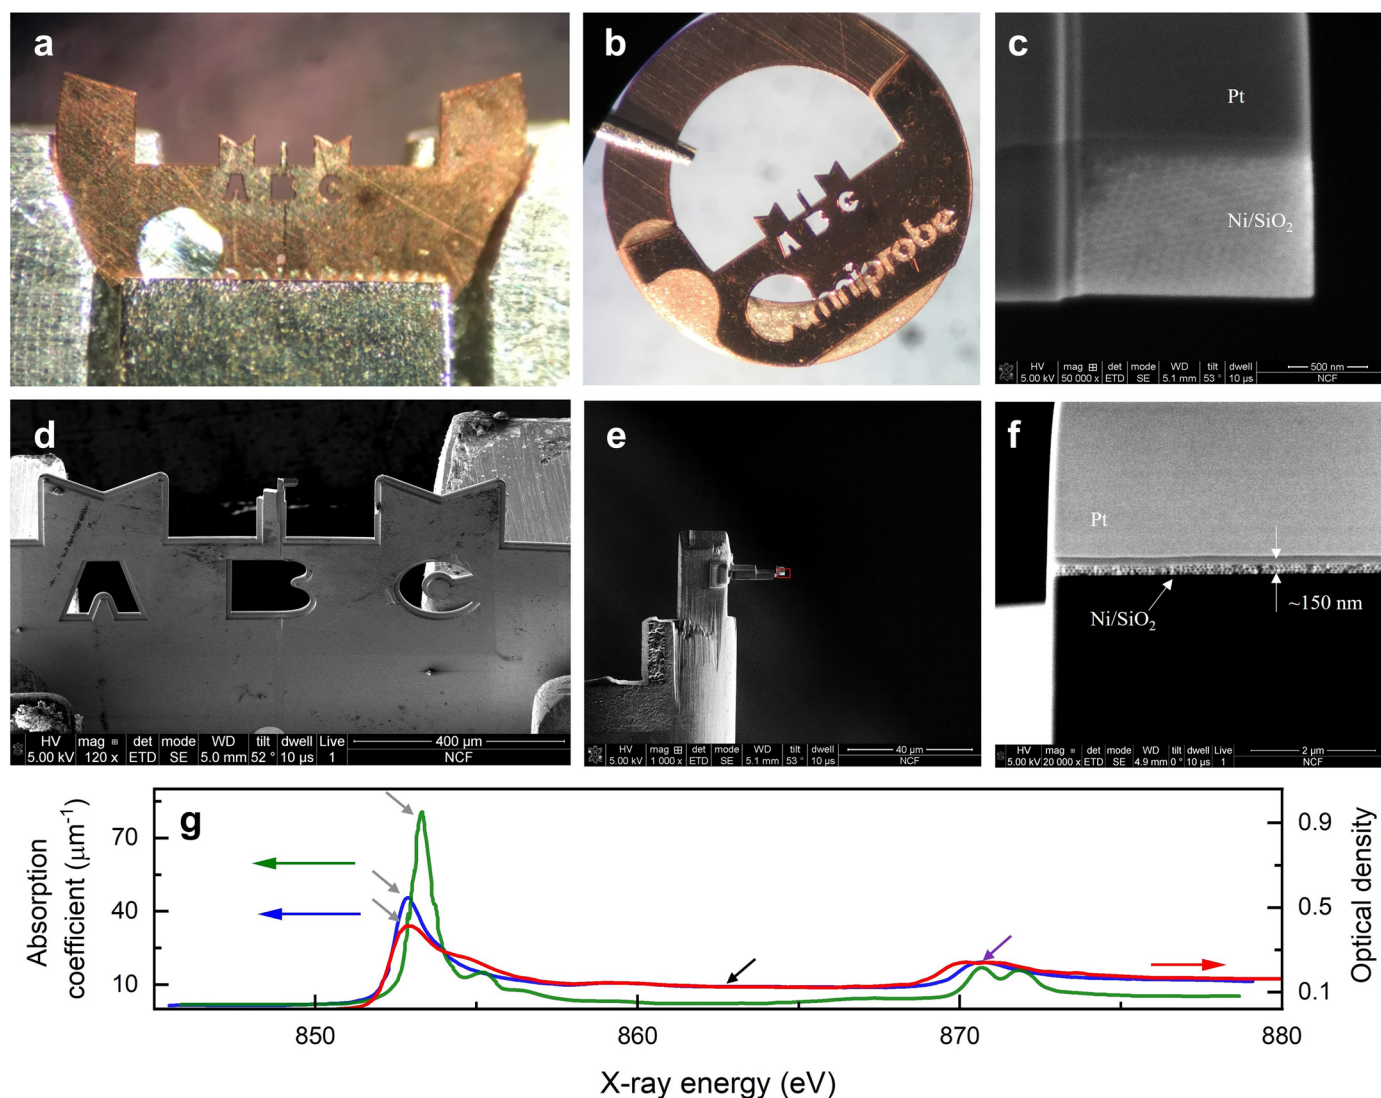 a
A B C
b
A B C
omniprobe
c
Pt
Ni/SiO2
HV mag det mode WD tilt dwell
5.00 kV 50 000 x ETD SE 5.1 mm 53 ° 10 µs
500 nm
NCF
d
A B C
HV mag det mode WD tilt dwell Live
5.00 kV 120 x ETD SE 5.0 mm 52 ° 10 µs 1
400 µm
NCF
e
HV mag det mode WD tilt dwell
5.00 kV 1 000 x ETD SE 5.1 mm 53 ° 10 µs
40 µm
NCF
f
Pt
Ni/SiO2
~150 nm
HV mag det mode WD tilt dwell Live
5.00 kV 20 000 x ETD SE 4.9 mm 0 ° 10 µs 1
2 µm
NCF
g
Absorption
coefficient (µm-1)
70
40
10
0.9
0.5
0.1
Optical density
850 860 870 880
X-ray energy (eV)